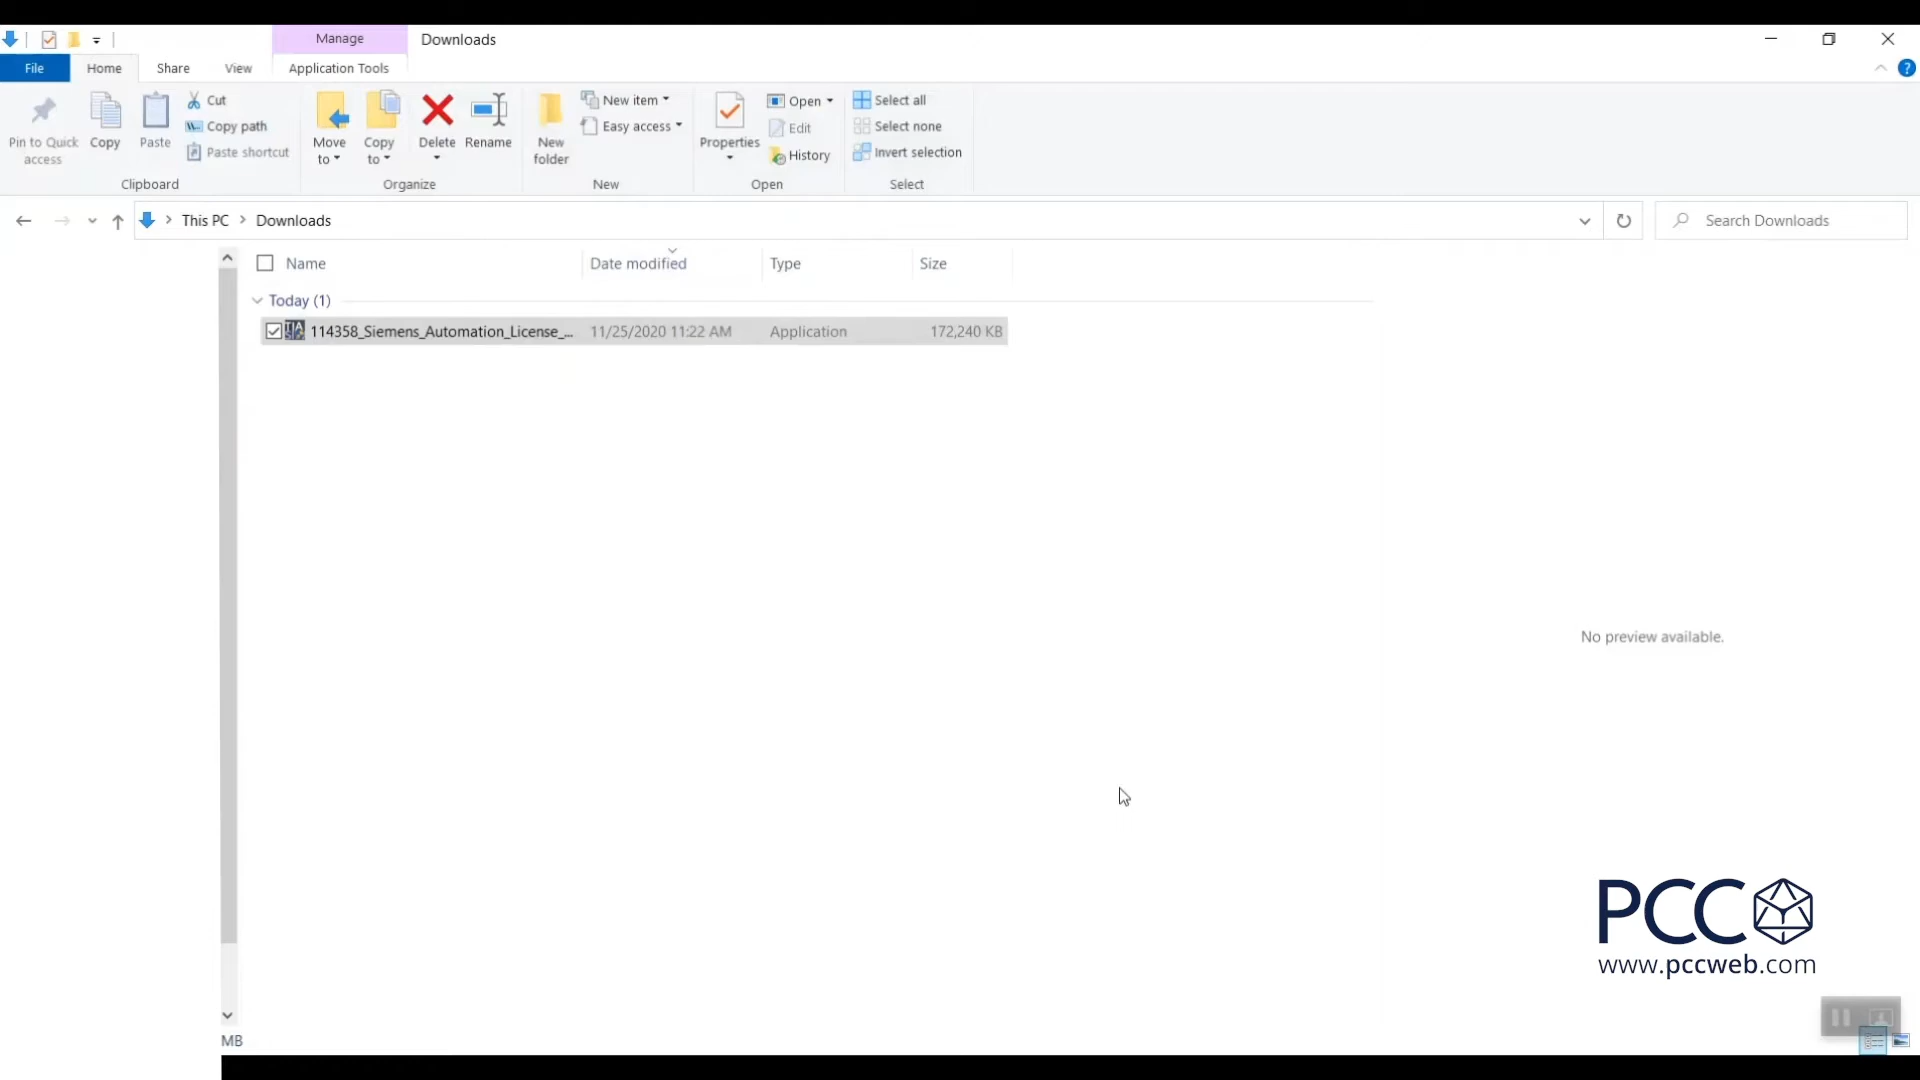 Manage
Downloads
File
Home
Share
View
Application Tools
Pin to Quick
access
Copy
Paste
Cut
Copy path
Paste shortcut
Clipboard
Move
to
Copy
to
Delete
Rename
Organize
New
folder
New item
Easy access
New
Properties
Open
Edit
History
Open
Select all
Select none
Invert selection
Select
This PC
Downloads
Search Downloads
Name
Date modified
Type
Size
Today (1)
114358_Siemens_Automation_License_...
11/25/2020 11:22 AM
Application
172,240 KB
No preview available.
PCC
www.pccweb.com
MB